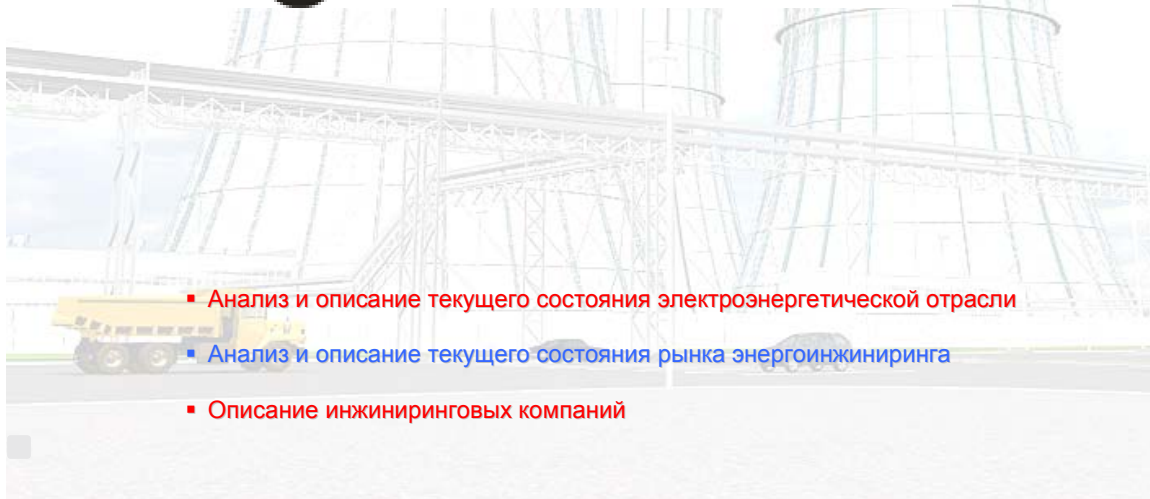 ▪ Анализ и описание текущего состояния электроэнергетической отрасли
▪ Анализ и описание текущего состояния рынка энергоинжиниринга
▪ Описание инжиниринговых компаний